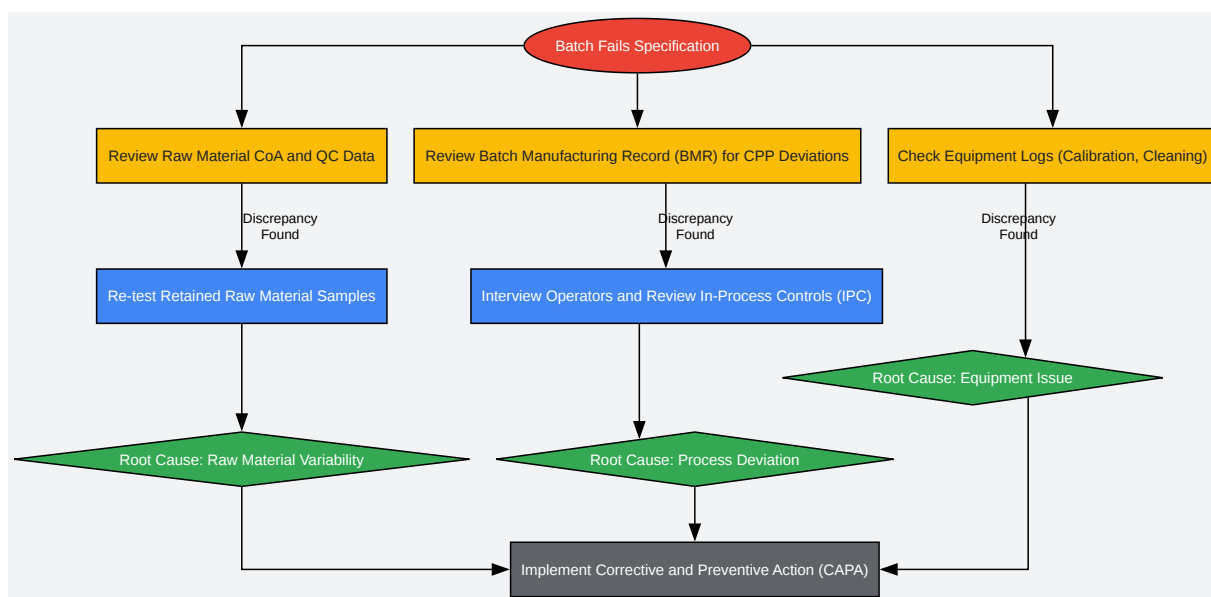 Batch Fails Specification
Review Raw Material CoA and QC Data
Review Batch Manufacturing Record (BMR) for CPP Deviations
Check Equipment Logs (Calibration, Cleaning)
Discrepancy
Found
Discrepancy
Found
Discrepancy
Found
Re-test Retained Raw Material Samples
Interview Operators and Review In-Process Controls (IPC)
Root Cause: Equipment Issue
Root Cause: Raw Material Variability
Root Cause: Process Deviation
Implement Corrective and Preventive Action (CAPA)